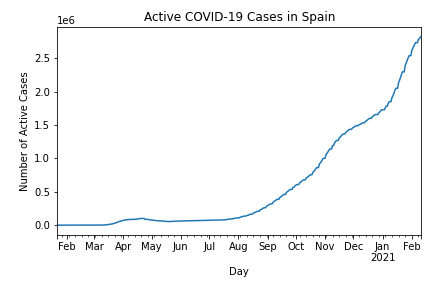 Active COVID-19 Cases in Spain
1e6
Number of Active Cases
2.5
2.0
1.5
1.0
0.5
0.0
Feb Mar Apr May Jun Jul Aug Sep Oct Nov Dec Jan Feb
2021
Day